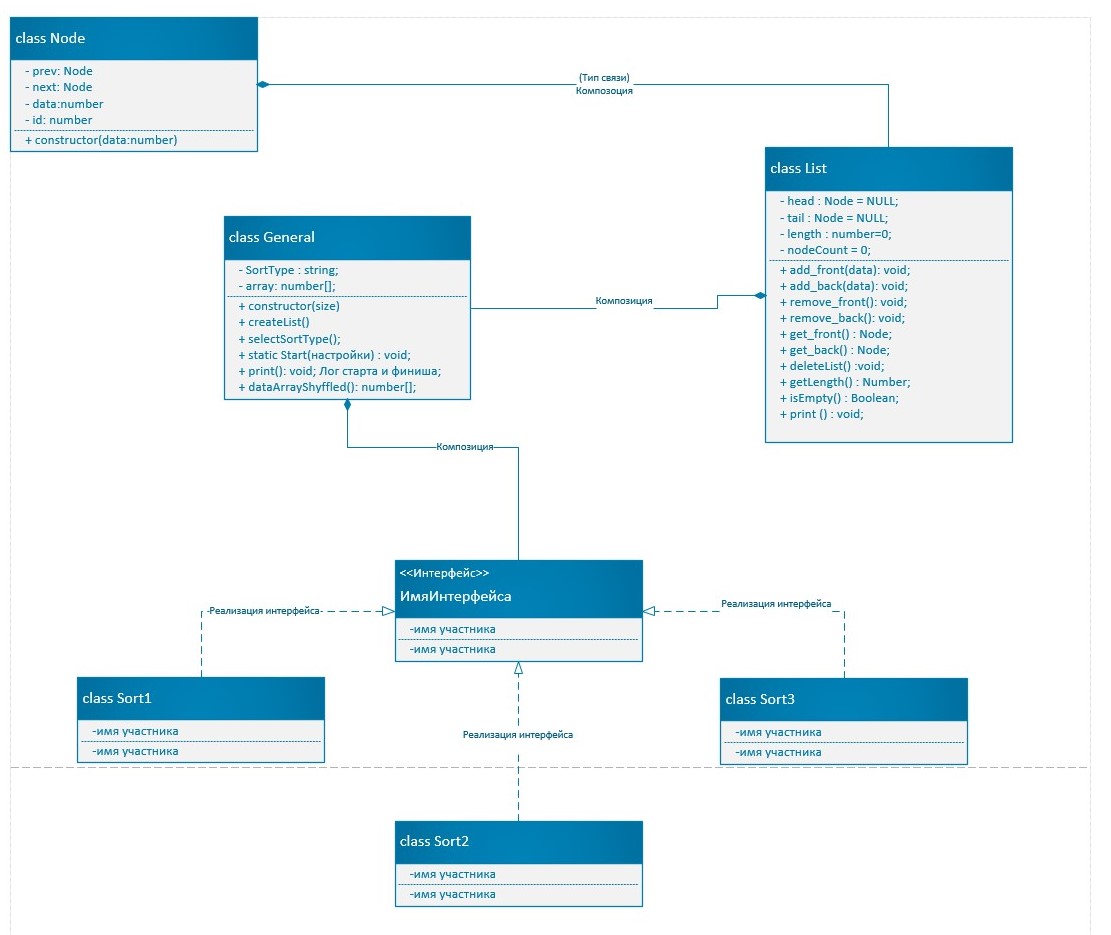 class Node
- prev: Node
- next: Node
- data:number
- id: number
+ constructor(data:number)
(Тип связи)
Композоция
class List
- head : Node = NULL;
- tail : Node = NULL;
- length : number=0;
- nodeCount = 0;
+ add_front(data): void;
+ add_back(data): void;
+ remove_front(): void;
+ remove_back(): void;
+ get_front() : Node;
+ get_back() : Node;
+ deleteList() :void;
+ getLength() : Number;
+ isEmpty() : Boolean;
+ print () : void;
class General
- SortType : string;
- array: number[];
+ constructor(size)
+ createList()
+ selectSortType();
+ static Start(настройки) : void;
+ print(): void; Лог старта и финиша;
+ dataArrayShyffled(): number[];
Композиция
Композиция
<<Интерфейс>>
ИмяИнтерфейса
-имя участника
-имя участника
Реализация интерфейса
Реализация интерфейса
class Sort1
-имя участника
-имя участника
Реализация интерфейса
class Sort3
-имя участника
-имя участника
class Sort2
-имя участника
-имя участника